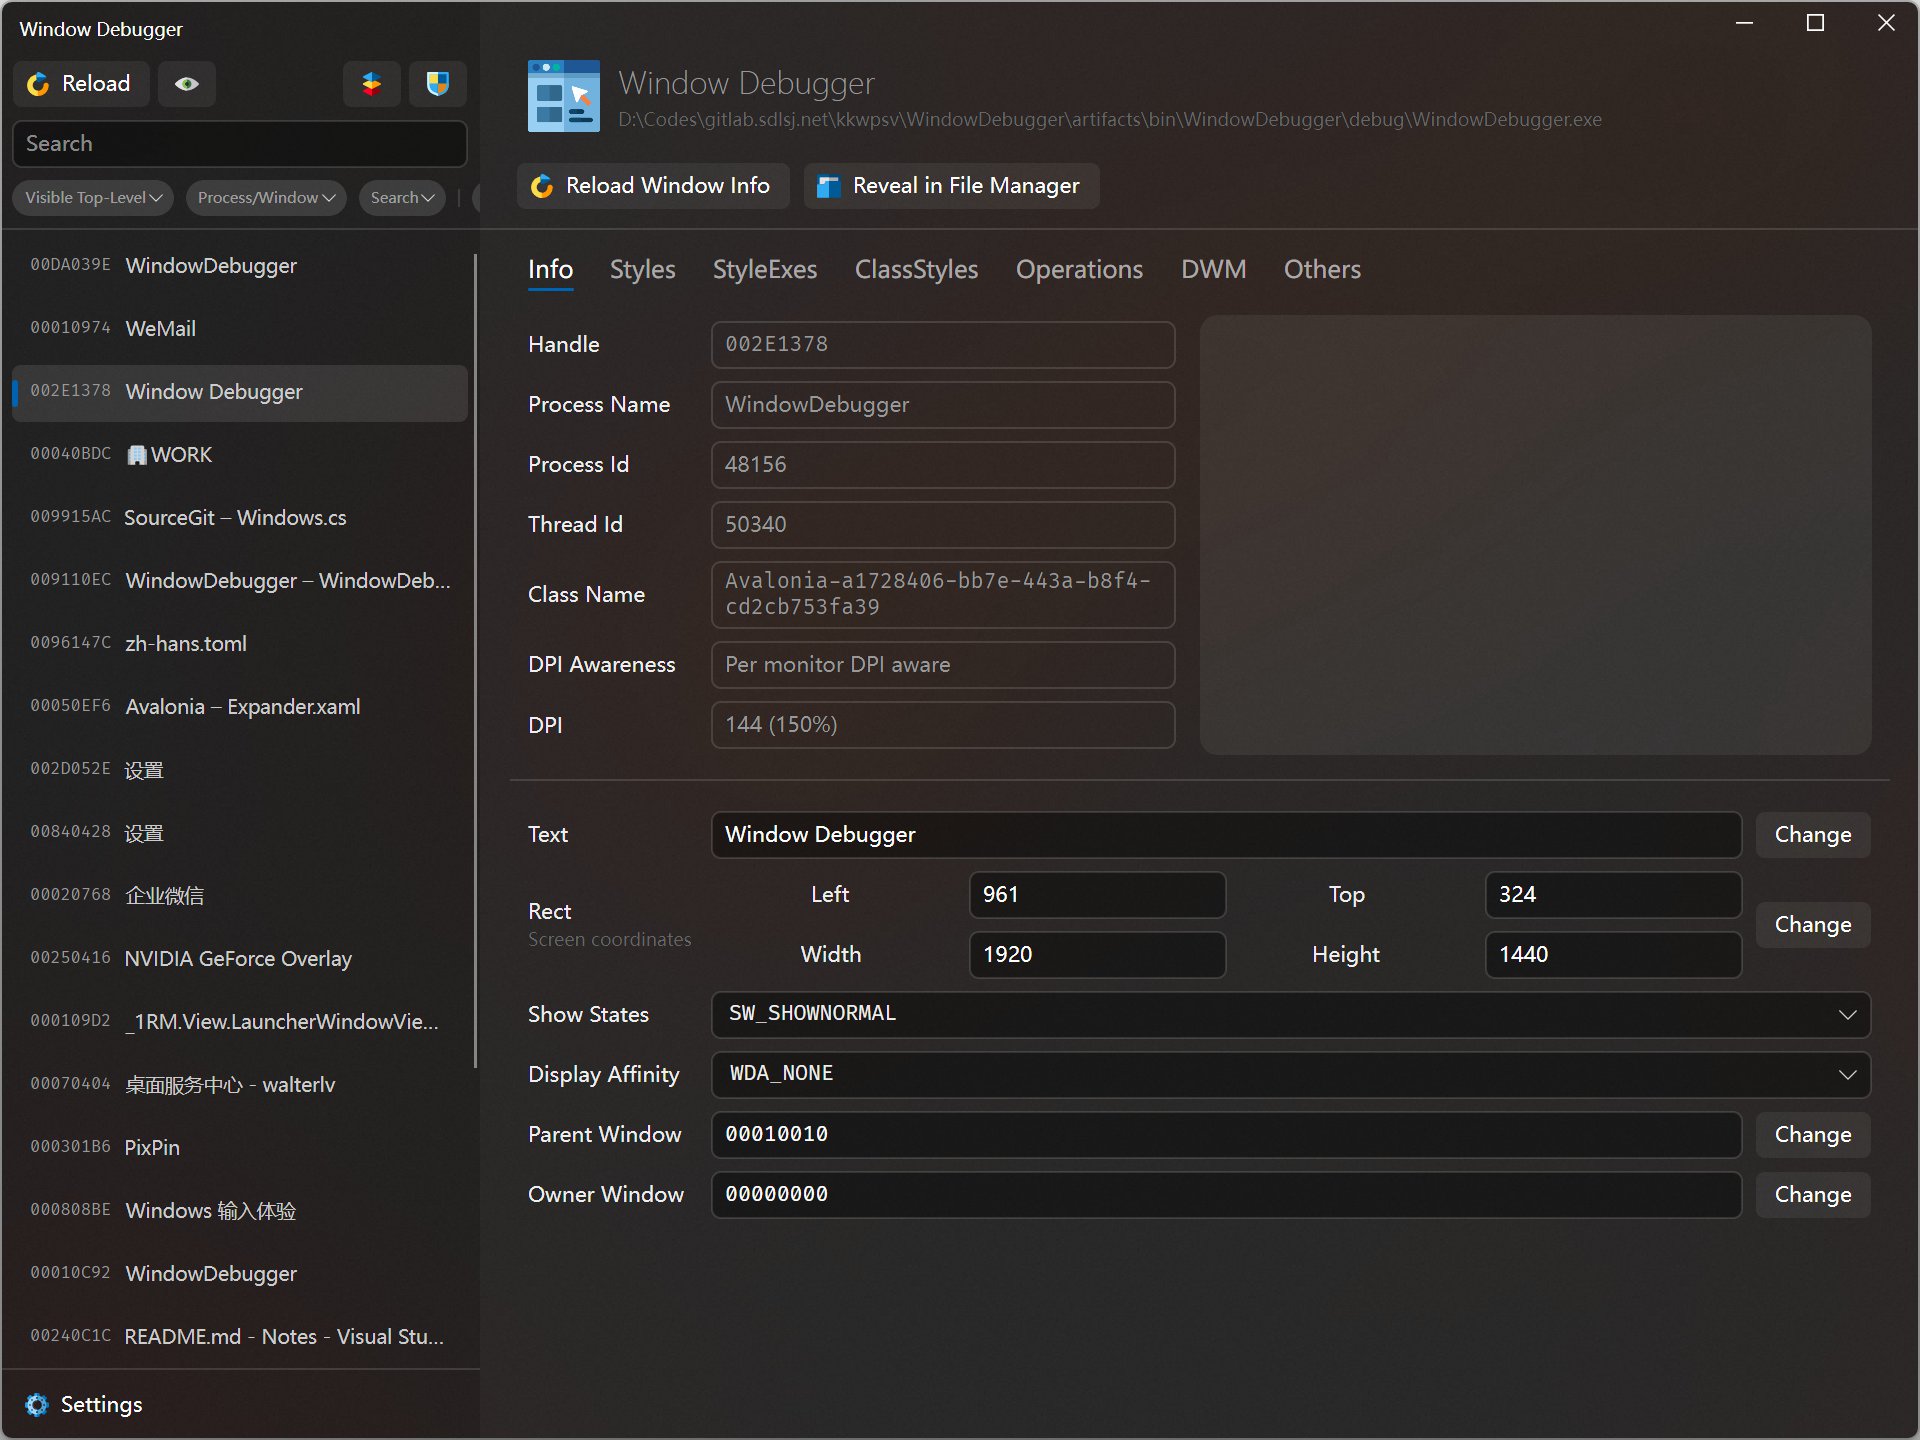 Window Debugger
Reload
Search
Visible Top-Level
Process/Window
Search
00DA039E WindowDebugger
00010974 WeMail
002E1378 Window Debugger
00040BDC 🏢WORK
009915AC SourceGit – Windows.cs
009110EC WindowDebugger – WindowDeb...
0096147C zh-hans.toml
00050EF6 Avalonia – Expander.xaml
002D052E 设置
00840428 设置
00020768 企业微信
00250416 NVIDIA GeForce Overlay
000109D2 _1RM.View.LauncherWindowVie...
00070404 桌面服务中心 - walterlv
000301B6 PixPin
000808BE Windows 输入体验
00010C92 WindowDebugger
00240C1C README.md - Notes - Visual Stu...
Settings
Window Debugger
D:\Codes\gitlab.sdlsj.net\kkwpsv\WindowDebugger\artifacts\bin\WindowDebugger\debug\WindowDebugger.exe
Reload Window Info
Reveal in File Manager
Info Styles StyleExes ClassStyles Operations DWM Others
Handle 002E1378
Process Name WindowDebugger
Process Id 48156
Thread Id 50340
Class Name Avalonia-a1728406-bb7e-443a-b8f4-
cd2cb753fa39
DPI Awareness Per monitor DPI aware
DPI 144 (150%)
Text Window Debugger Change
Rect
Screen coordinates
Left 961 Top 324
Width 1920 Height 1440
Change
Show States SW_SHOWNORMAL
Display Affinity WDA_NONE
Parent Window 00010010 Change
Owner Window 00000000 Change